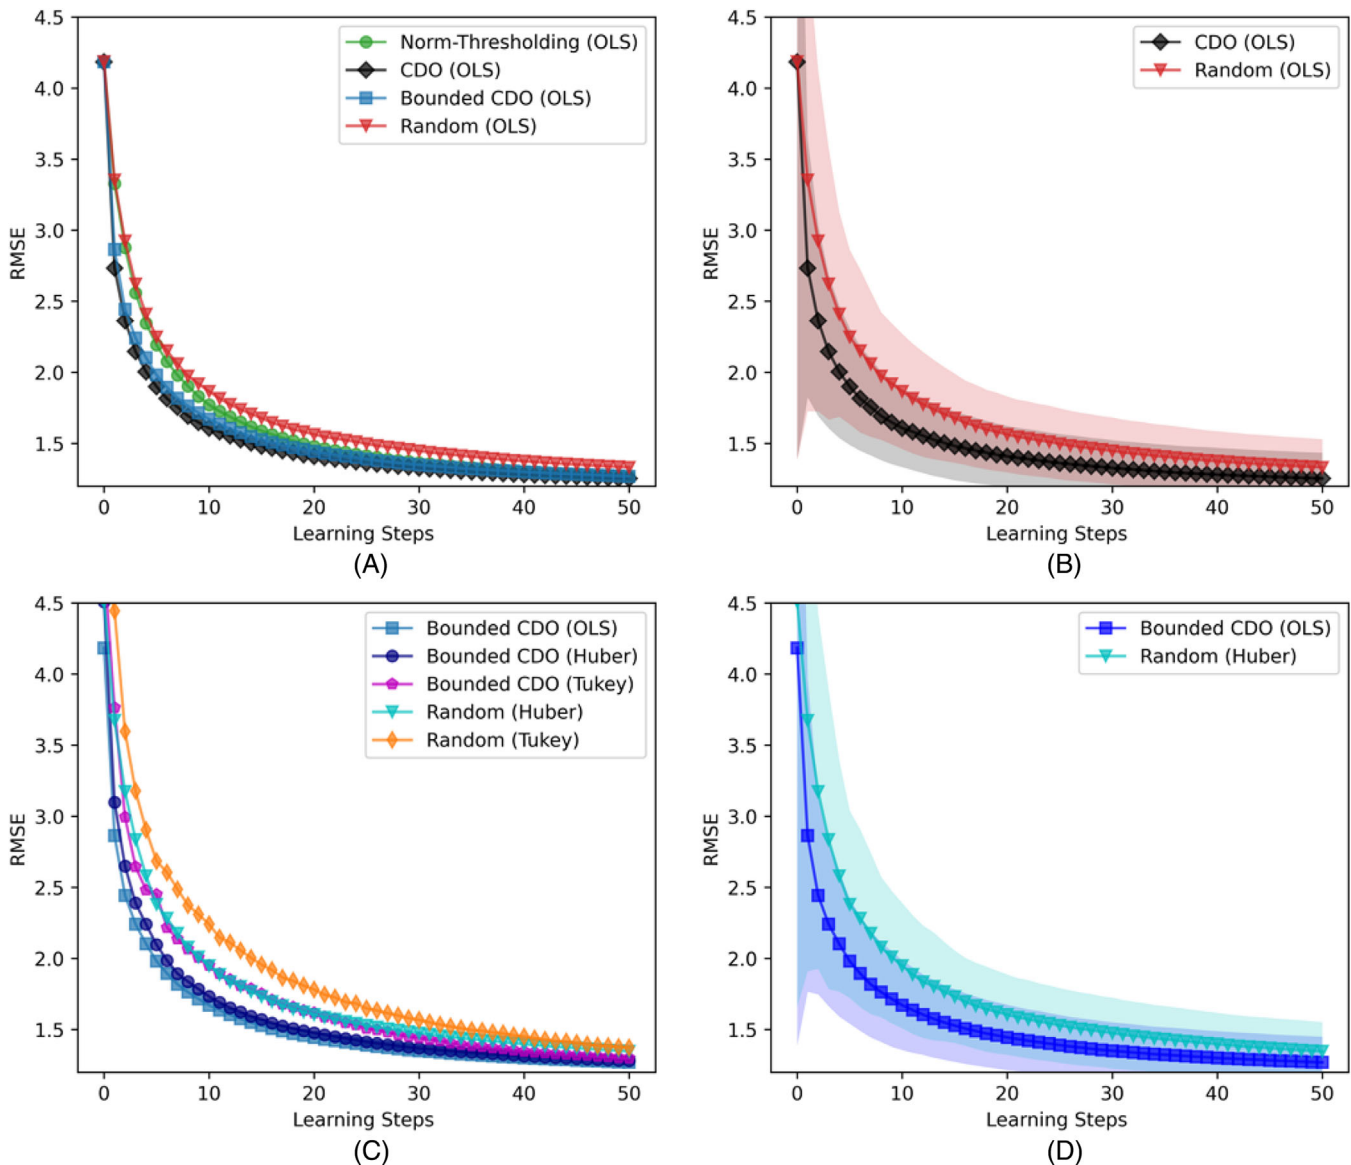 4.5
4.0
3.5
3.0
2.5
2.0
1.5
RMSE
Norm-Thresholding (OLS)
CDO (OLS)
Bounded CDO (OLS)
Random (OLS)
0 10 20 30 40 50
Learning Steps
(A)
4.5
4.0
3.5
3.0
2.5
2.0
1.5
RMSE
CDO (OLS)
Random (OLS)
0 10 20 30 40 50
Learning Steps
(B)
4.5
4.0
3.5
3.0
2.5
2.0
1.5
RMSE
Bounded CDO (OLS)
Bounded CDO (Huber)
Bounded CDO (Tukey)
Random (Huber)
Random (Tukey)
0 10 20 30 40 50
Learning Steps
(C)
4.5
4.0
3.5
3.0
2.5
2.0
1.5
RMSE
Bounded CDO (OLS)
Random (Huber)
0 10 20 30 40 50
Learning Steps
(D)